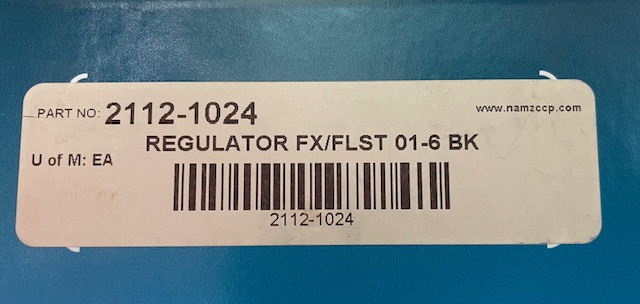 PART NO: 2112-1024
www.namzccp.com
REGULATOR FX/FLST 01-6 BK
U of M: EA
2112-1024